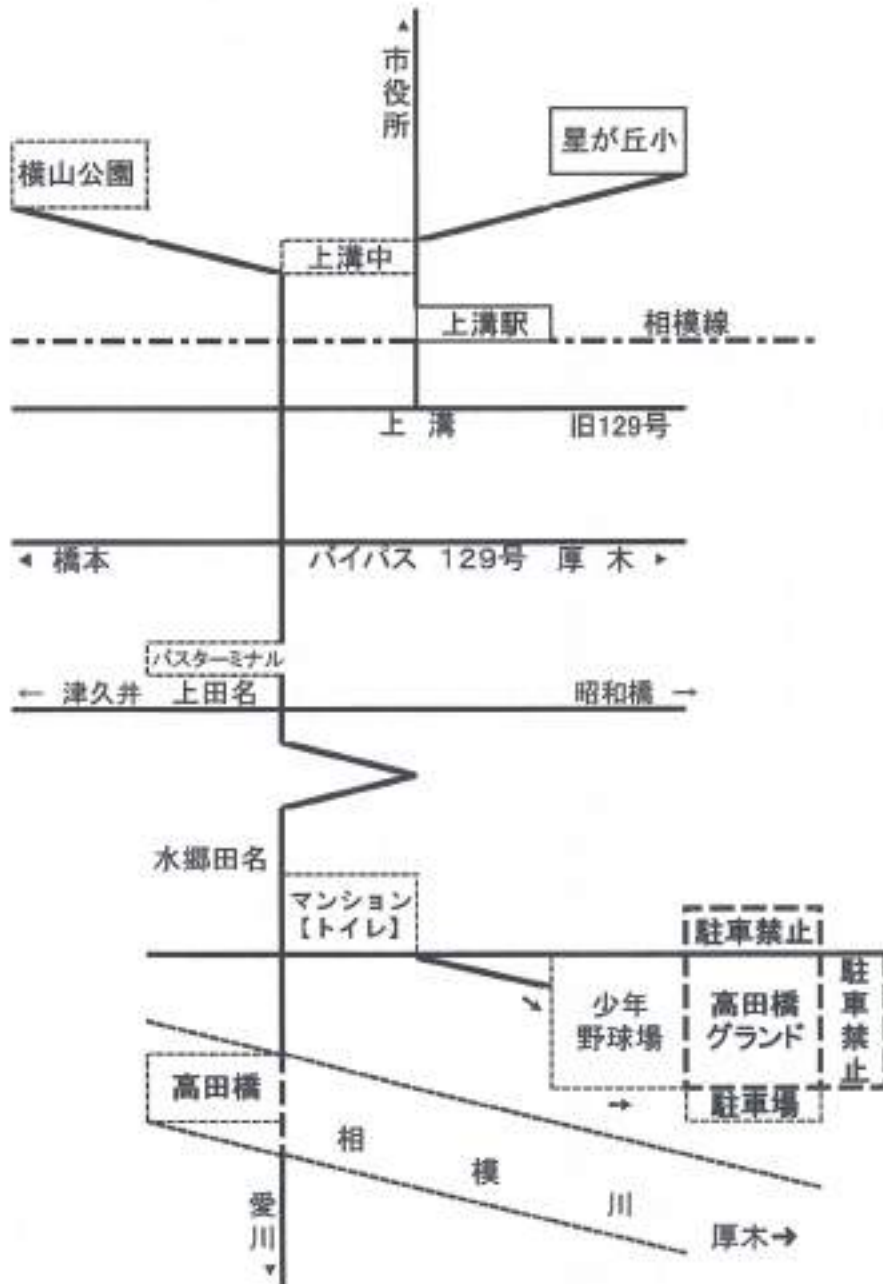 ▲
市役所
星が丘小
横山公園
上溝中
上溝駅
相模線
上 溝
旧129号
◂ 橋本
バイパス 129号 厚 木 ▸
バスターミナル
← 津久井 上田名
昭和橋 →
水郷田名
マンション
【トイレ】
駐車禁止
少年
野球場
高田橋
グランド
駐車禁止
高田橋
→
駐車場
相模川
愛川
▼
厚木→